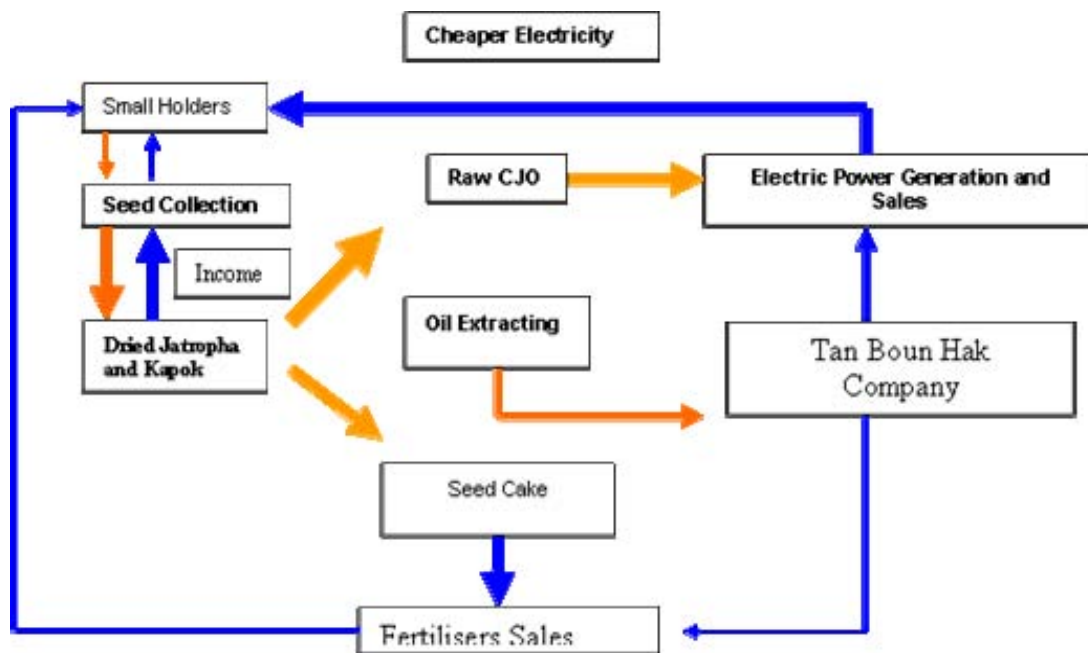 Cheaper Electricity
Small Holders
Raw CJO
Electric Power Generation and
Sales
Seed Collection
Income
Oil Extracting
Dried Jatropha
and Kapok
Tan Boun Hak
Company
Seed Cake
Fertilisers Sales